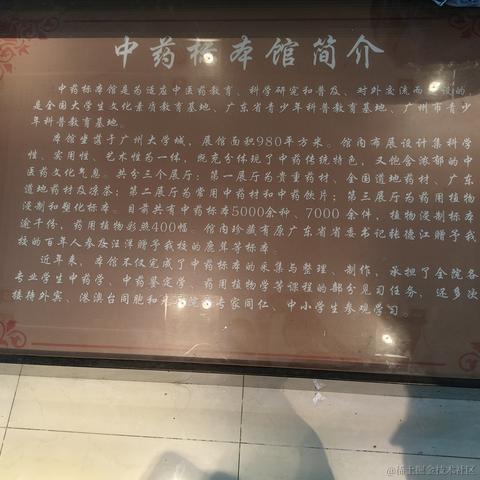 中药标本馆简介
中药标本馆是为适应中医药教育、科学研究和普及、对外交流而建设的,
是全国大学生文化素质教育基地、广东省青少年科普教育基地、广州市青少
年科普教育基地。
本馆坐落于广州大学城,展馆面积980平方米。馆内布展设计集科学
性、实用性、艺术性为一体,既充分体现了中药传统特色,又饱含浓郁的中
医药文化气息。共分三个展厅:第一展厅为贵重药材、全国道地药材、广东
道地药材及凉茶;第二展厅为常用中药材和中药饮片;第三展厅为药用植物
浸制和塑化标本。目前共有中药标本5000余种、7000余件,植物浸制标本
逾千份,药用植物彩照400幅。馆内珍藏有原广东省省委书记张德江赠予我
校的百年人参及汪洋赠予我校的鹿茸等标本。
近年来,本馆不仅完成了中药标本的采集与整理、制作,承担了全院各
专业学生中药学、中药鉴定学、药用植物学等课程的部分见习任务,还多次
接待外宾、港澳台同胞和 专家同仁、中小学生参观学习。
@稀土掘金技术社区